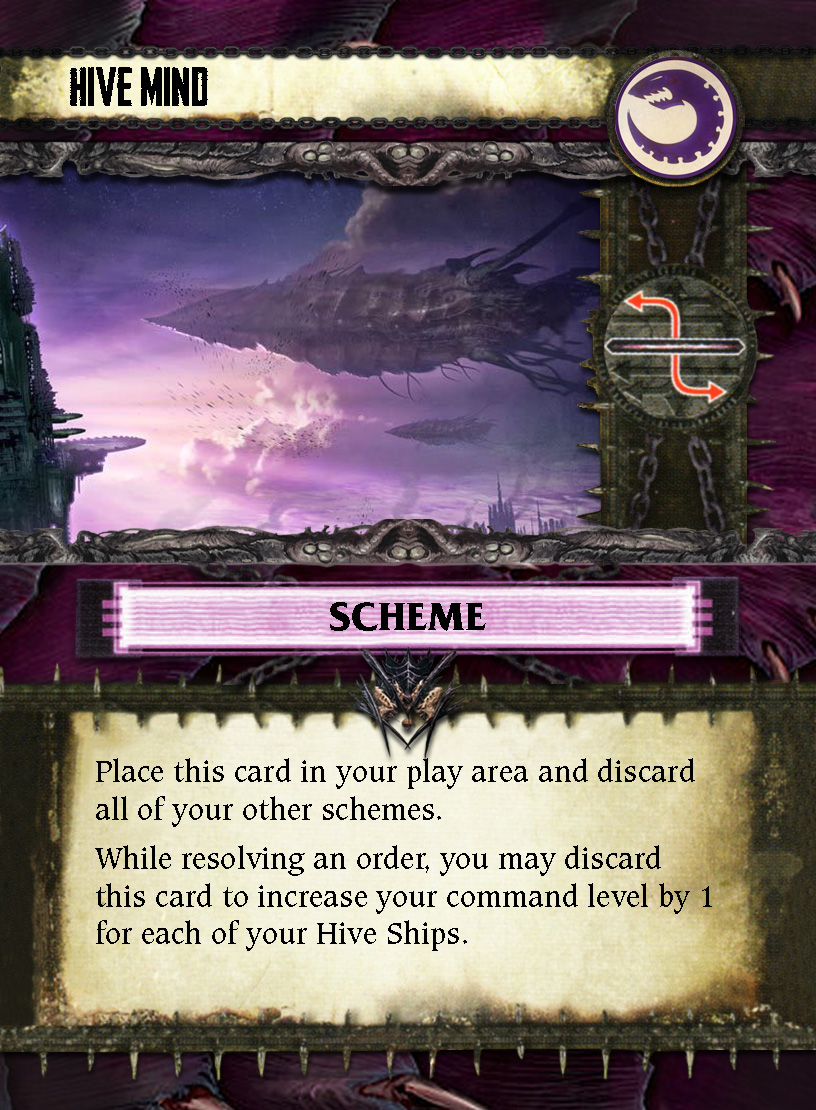 HIVE MIND
SCHEME
Place this card in your play area and discard
all of your other schemes.
While resolving an order, you may discard
this card to increase your command level by 1
for each of your Hive Ships.